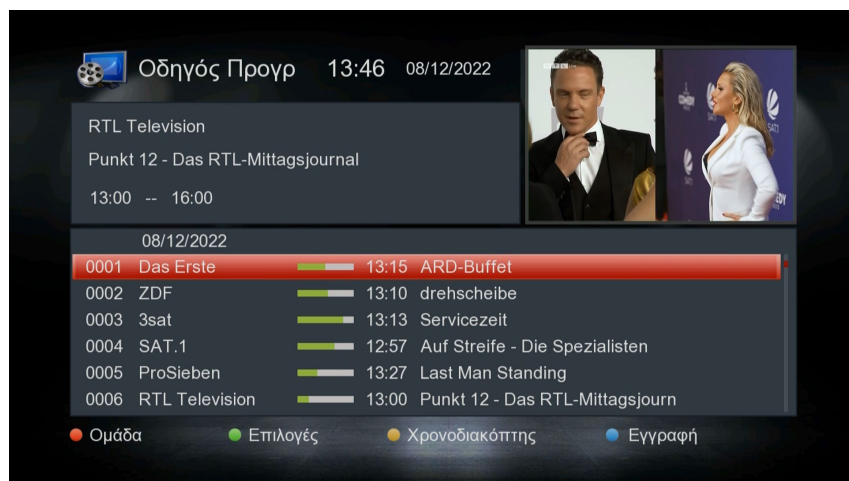 Οδηγός Προγρ 13:46 08/12/2022
RTL Television
Punkt 12 - Das RTL-Mittagsjournal
13:00 -- 16:00
SAT.1
08/12/2022
0001 Das Erste 13:15 ARD-Buffet
0002 ZDF 13:10 drehscheibe
0003 3sat 13:13 Servicezeit
0004 SAT.1 12:57 Auf Streife - Die Spezialisten
0005 ProSieben 13:27 Last Man Standing
0006 RTL Television 13:00 Punkt 12 - Das RTL-Mittagsjourn
Ομάδα Επιλογές Χρονοδιακόπτης Εγγραφή